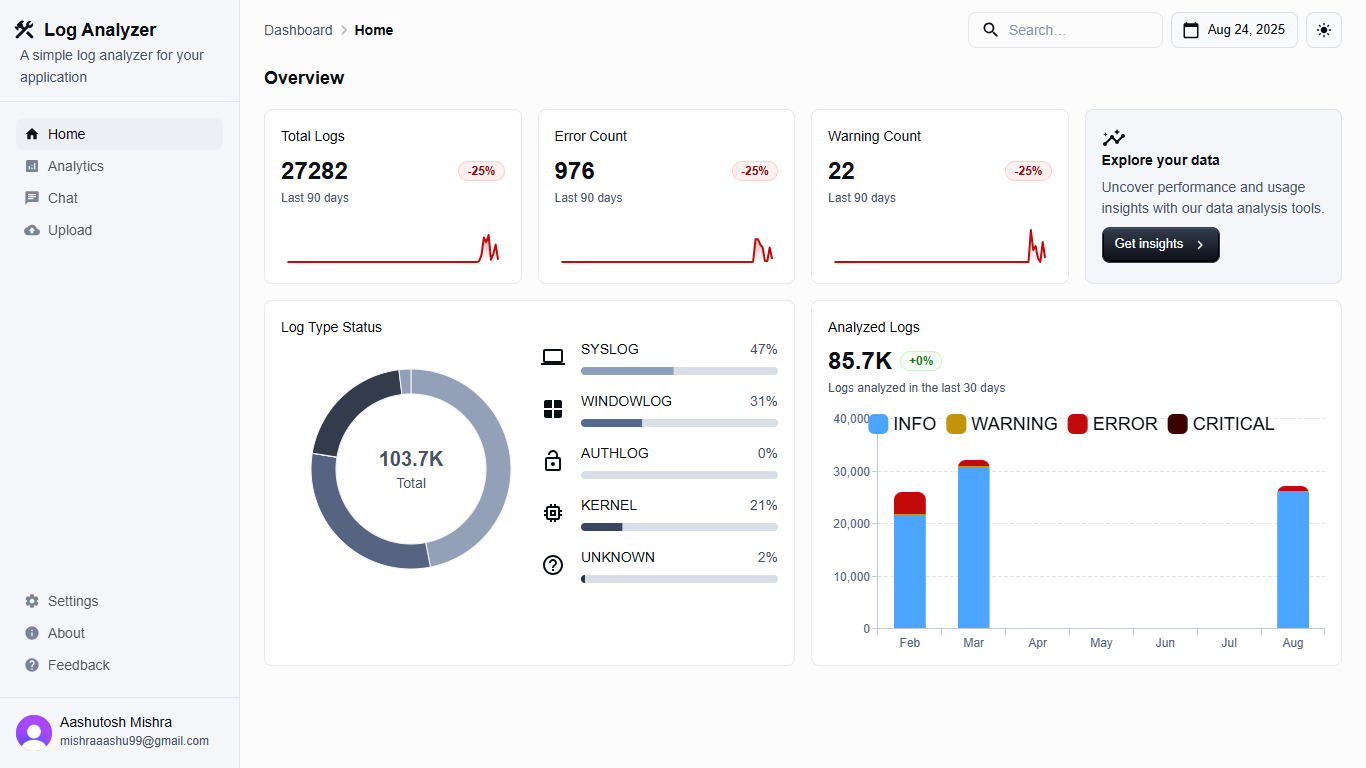 Log Analyzer
A simple log analyzer for your
application
Home
Analytics
Chat
Upload
Settings
About
Feedback
Aashutosh Mishra
mishraaashu99@gmail.com
Dashboard > Home
Search…
Aug 24, 2025
Overview
Total Logs
27282 -25%
Last 90 days
Error Count
976 -25%
Last 90 days
Warning Count
22 -25%
Last 90 days
Explore your data
Uncover performance and usage
insights with our data analysis tools.
Get insights
Log Type Status
103.7K
Total
SYSLOG 47%
WINDOWLOG 31%
AUTHLOG 0%
KERNEL 21%
UNKNOWN 2%
Analyzed Logs
85.7K +0%
Logs analyzed in the last 30 days
INFO WARNING ERROR CRITICAL
40,000
30,000
20,000
10,000
0
Feb Mar Apr May Jun Jul Aug